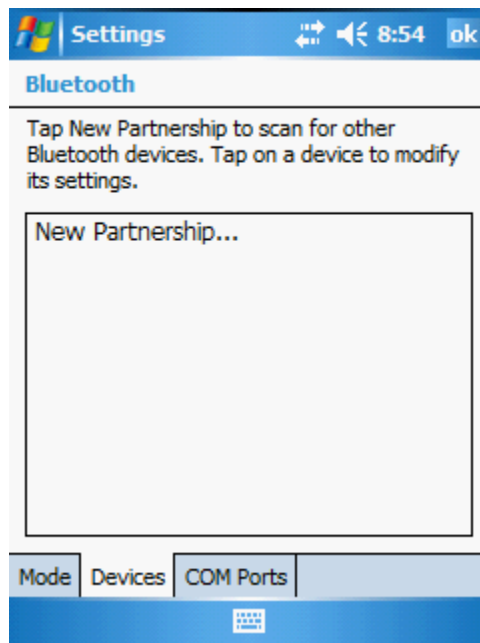 Settings 8:54 ok
Bluetooth
Tap New Partnership to scan for other
Bluetooth devices. Tap on a device to modify
its settings.
New Partnership...
Mode Devices COM Ports